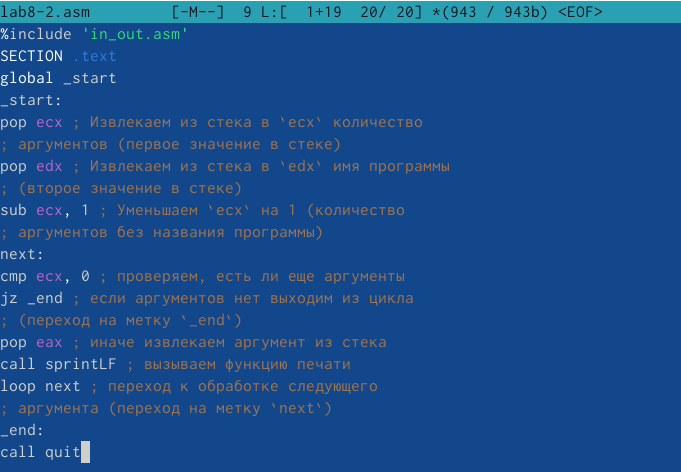 lab8-2.asm [-M--] 9 L:[ 1+19 20/ 20] *(943 / 943b) <EOF>
%include 'in_out.asm'
SECTION .text
global _start
_start:
pop ecx ; Извлекаем из стека в `ecx` количество
; аргументов (первое значение в стеке)
pop edx ; Извлекаем из стека в `edx` имя программы
; (второе значение в стеке)
sub ecx, 1 ; Уменьшаем `ecx` на 1 (количество
; аргументов без названия программы)
next:
cmp ecx, 0 ; проверяем, есть ли еще аргументы
jz _end ; если аргументов нет выходим из цикла
; (переход на метку `_end`)
pop eax ; иначе извлекаем аргумент из стека
call sprintLF ; вызываем функцию печати
loop next ; переход к обработке следующего
; аргумента (переход на метку `next`)
_end:
call quit